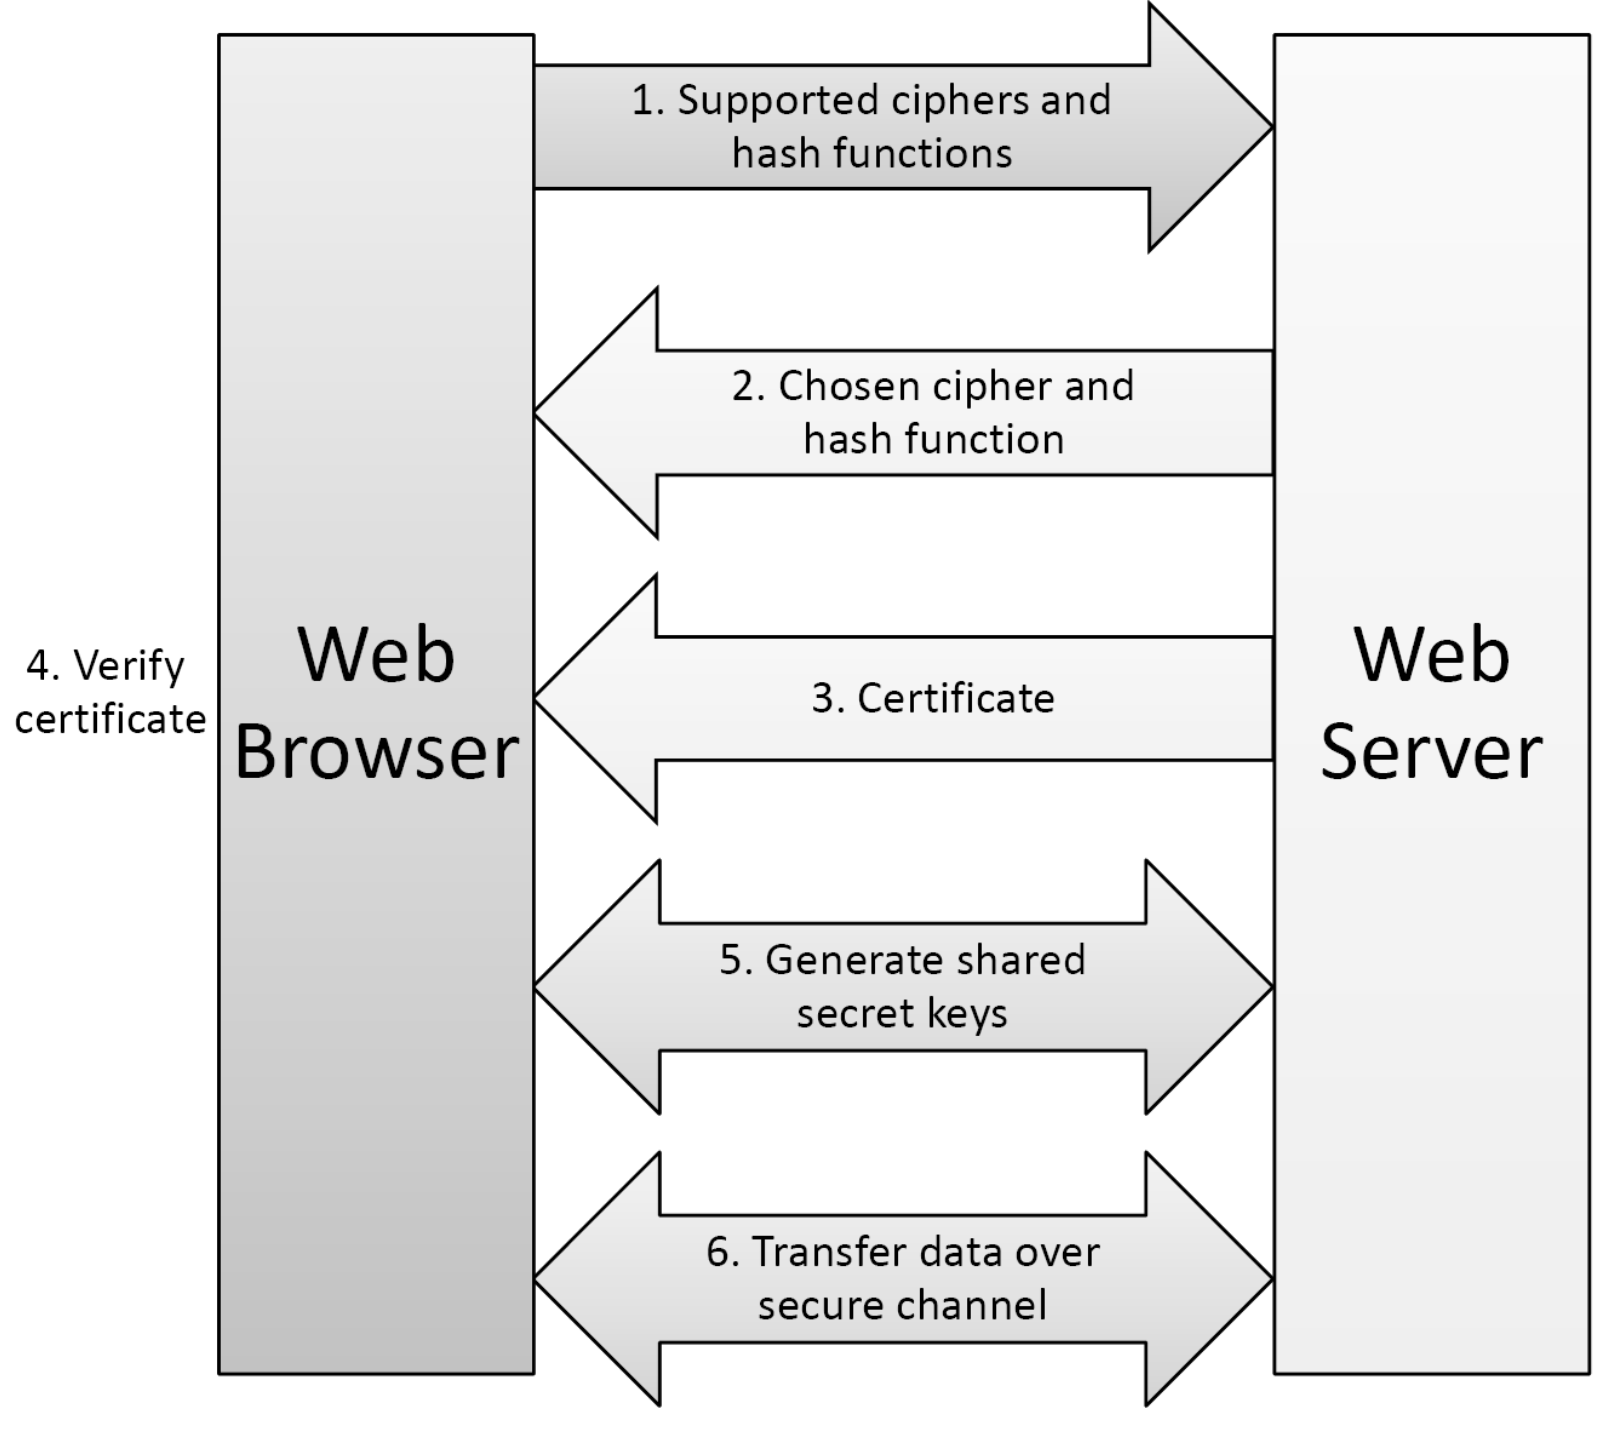 1. Supported ciphers and
hash functions
2. Chosen cipher and
hash function
3. Certificate
4. Verify
certificate
Web
Browser
Web
Server
5. Generate shared
secret keys
6. Transfer data over
secure channel